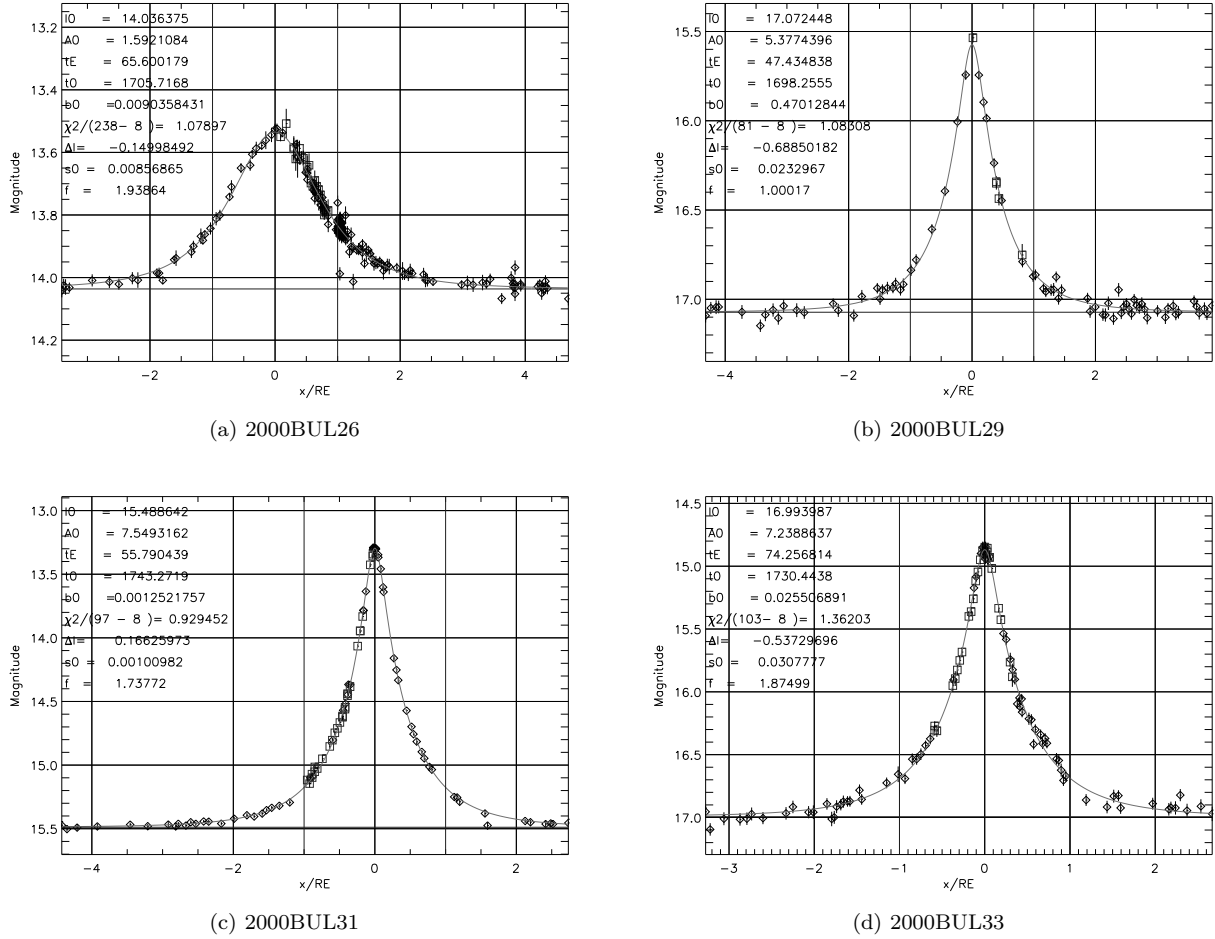 I0 = 14.036375
A0 = 1.5921084
tE = 65.600179
t0 = 1705.7168
b0 =0.0090358431
χ2/(238− 8 )= 1.07897
ΔI= −0.14998492
s0 = 0.00856865
f = 1.93864
13.2
13.4
13.6
13.8
14.0
14.2
Magnitude
−2 0 2 4
x/RE
(a) 2000BUL26
I0 = 17.072448
A0 = 5.3774396
tE = 47.434838
t0 = 1698.2555
b0 = 0.47012844
χ2/(81 − 8 )= 1.08308
ΔI= −0.68850182
s0 = 0.0232967
f = 1.00017
15.5
16.0
16.5
17.0
Magnitude
−4 −2 0 2
x/RE
(b) 2000BUL29
I0 = 15.488642
A0 = 7.5493162
tE = 55.790439
t0 = 1743.2719
b0 =0.0012521757
χ2/(97 − 8 )= 0.929452
ΔI= 0.16625973
s0 = 0.00100982
f = 1.73772
13.0
13.5
14.0
14.5
15.0
15.5
Magnitude
−4 −2 0 2
x/RE
(c) 2000BUL31
I0 = 16.993987
A0 = 7.2388637
tE = 74.256814
t0 = 1730.4438
b0 =0.025506891
χ2/(103− 8 )= 1.36203
ΔI= −0.53729696
s0 = 0.0307777
f = 1.87499
14.5
15.0
15.5
16.0
16.5
17.0
Magnitude
−3 −2 −1 0 1 2
x/RE
(d) 2000BUL33